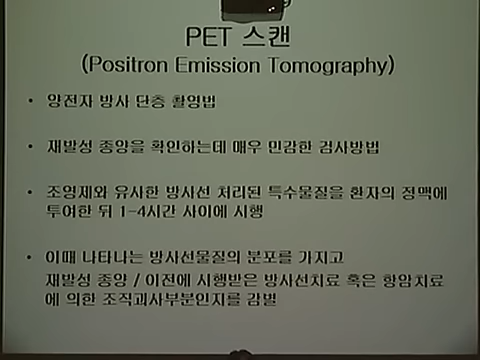 PET 스캔
(Positron Emission Tomography)
• 양전자 방사 단층 촬영법
• 재발성 종양을 확인하는데 매우 민감한 검사방법
• 조영제와 유사한 방사선 처리된 특수물질을 환자의 정맥에
투여한 뒤 1-4시간 사이에 시행
• 이때 나타나는 방사선물질의 분포를 가지고
재발성 종양 / 이전에 시행받은 방사선치료 혹은 항암치료
에 의한 조직괴사부분인지를 감별